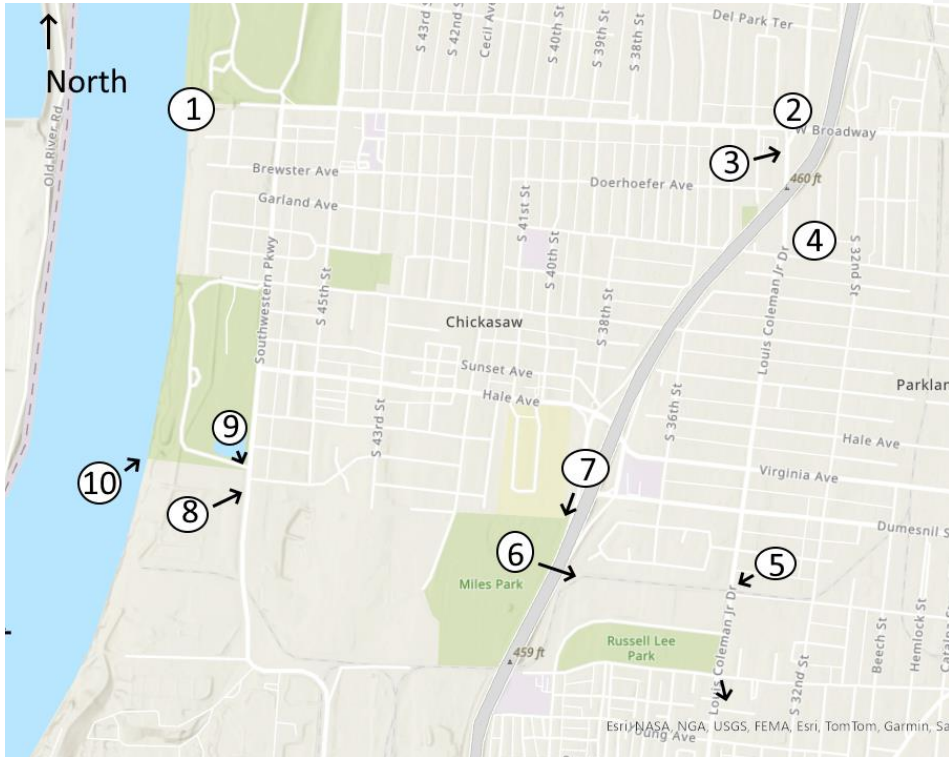 North
Old River Rd
S 43rd St
S 42nd St
Cecil Ave
S 40th St
S 39th St
S 38th St
Del Park Ter
1
2
W Broadway
3
460 ft
Brewster Ave
Doerhoefer Ave
Garland Ave
S 41st St
S 40th St
4
S 32nd St
Southwestern Pkwy
S 45th St
Louis Coleman Jr Dr
Chickasaw
S 38th St
Sunset Ave
Hale Ave
S 36th St
Parklan
S 43rd St
9
Hale Ave
Virginia Ave
10
7
8
Dumesnil S
6
5
Miles Park
Louis Coleman Jr Dr
Russell Lee
Park
459 ft
S 32nd St
Beech St
Hemlock St
Esri, NASA, NGA, USGS, FEMA, Esri, TomTom, Garmin, Sa